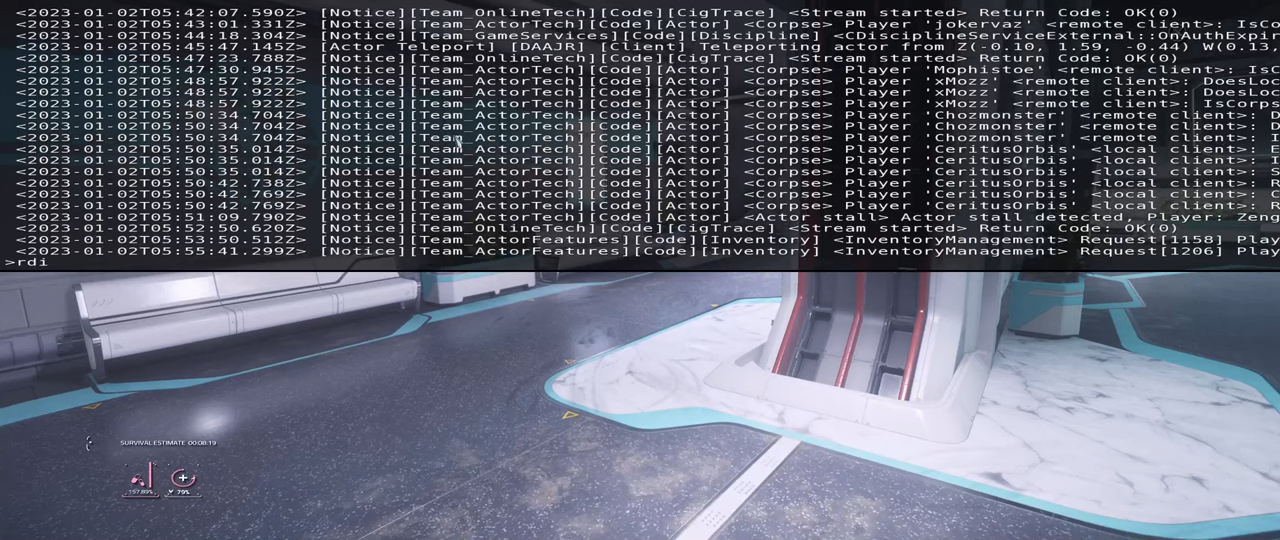 <2023-01-02T05:42:07.590Z> [Notice][Team_OnlineTech][Code][CigTrace] <Stream started> Return Code: OK(0)
<2023-01-02T05:43:01.331Z> [Notice][Team_ActorTech][Code][Actor] <Corpse> Player 'jokervaz' <remote client>: IsCo
<2023-01-02T05:44:18.304Z> [Notice][Team_GameServices][Code][Discipline] <CDisciplineServiceExternal::OnAuthExpir
<2023-01-02T05:45:47.145Z> [Actor Teleport] [DAAJR] [Client] Teleporting actor from Z(-0.10, 1.59, -0.44) W(0.13,
<2023-01-02T05:47:23.788Z> [Notice][Team_OnlineTech][Code][CigTrace] <Stream started> Return Code: OK(0)
<2023-01-02T05:47:30.945Z> [Notice][Team_ActorTech][Code][Actor] <Corpse> Player 'Mophistoe' <remote client>: IsC
<2023-01-02T05:48:57.922Z> [Notice][Team_ActorTech][Code][Actor] <Corpse> Player 'xMozz' <remote client>: DoesLoc
<2023-01-02T05:48:57.922Z> [Notice][Team_ActorTech][Code][Actor] <Corpse> Player 'xMozz' <remote client>: DoesLo
<2023-01-02T05:48:57.922Z> [Notice][Team_ActorTech][Code][Actor] <Corpse> Player 'xMozz' <remote client>: IsCorps
<2023-01-02T05:50:34.704Z> [Notice][Team_ActorTech][Code][Actor] <Corpse> Player 'Chozmonster' <remote client>: D
<2023-01-02T05:50:34.704Z> [Notice][Team_ActorTech][Code][Actor] <Corpse> Player 'Chozmonster' <remote client>:
<2023-01-02T05:50:34.704Z> [Notice][Team_ActorTech][Code][Actor] <Corpse> Player 'Chozmonster' <remote client>:
<2023-01-02T05:50:35.014Z> [Notice][Team_ActorTech][Code][Actor] <Corpse> Player 'CeritusOrbis' <local client>: E
<2023-01-02T05:50:35.014Z> [Notice][Team_ActorTech][Code][Actor] <Corpse> Player 'CeritusOrbis' <local client>:
<2023-01-02T05:50:35.014Z> [Notice][Team_ActorTech][Code][Actor] <Corpse> Player 'CeritusOrbis' <local client>: S
<2023-01-02T05:50:42.738Z> [Notice][Team_ActorTech][Code][Actor] <Corpse> Player 'CeritusOrbis' <local client>:
<2023-01-02T05:50:42.769Z> [Notice][Team_ActorTech][Code][Actor] <Corpse> Player 'CeritusOrbis' <local client>: R
<2023-01-02T05:50:42.769Z> [Notice][Team_ActorTech][Code][Actor] <Corpse> Player 'CeritusOrbis' <local client>:
<2023-01-02T05:51:09.790Z> [Notice][Team_ActorTech][Code][Actor] <Actor stall> Actor stall detected, Player: Zeng
<2023-01-02T05:52:50.620Z> [Notice][Team_OnlineTech][Code][CigTrace] <Stream started> Return Code: OK(0)
<2023-01-02T05:53:50.512Z> [Notice][Team_ActorFeatures][Code][Inventory] <InventoryManagement> Request[1158] Play
<2023-01-02T05:55:41.299Z> [Notice][Team_ActorFeatures][Code][Inventory] <InventoryManagement> Request[1206] Play
>rdi
SURVIVAL ESTIMATE 00:08:19
157.89% 79%